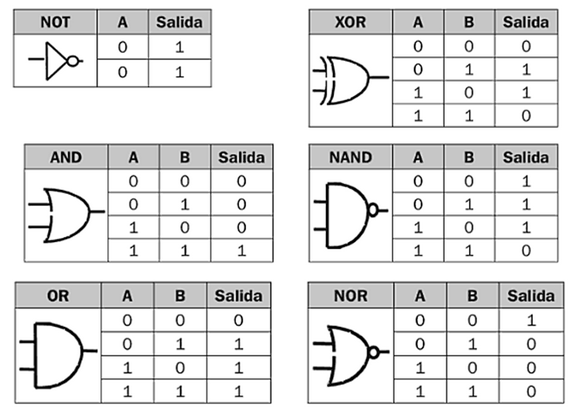 NOT A Salida
0 1
0 1
XOR A B Salida
0 0 0
0 1 1
1 0 1
1 1 0
AND A B Salida
0 0 0
0 1 0
1 0 0
1 1 1
NAND A B Salida
0 0 1
0 1 1
1 0 1
1 1 0
OR A B Salida
0 0 0
0 1 1
1 0 1
1 1 1
NOR A B Salida
0 0 1
0 1 0
1 0 0
1 1 0